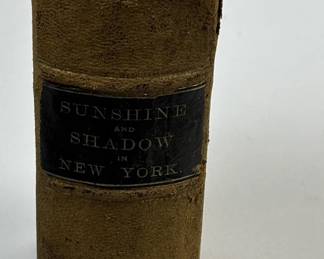 SUNSHINE
AND
SHADOW
IN
NEW YORK.